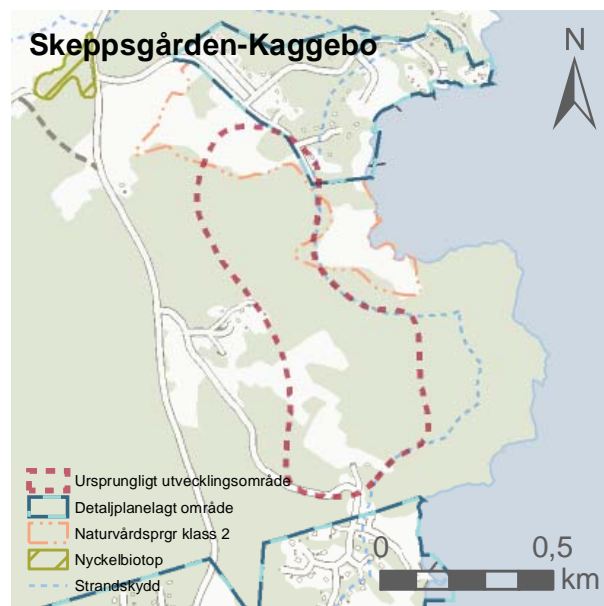 Skeppsgården-Kaggebo
N
Ursprungligt utvecklingsområde
Detaljplanelagt område
Naturvårdsprgr klass 2
Nyckelbiotop
Strandskydd
0 0,5
km